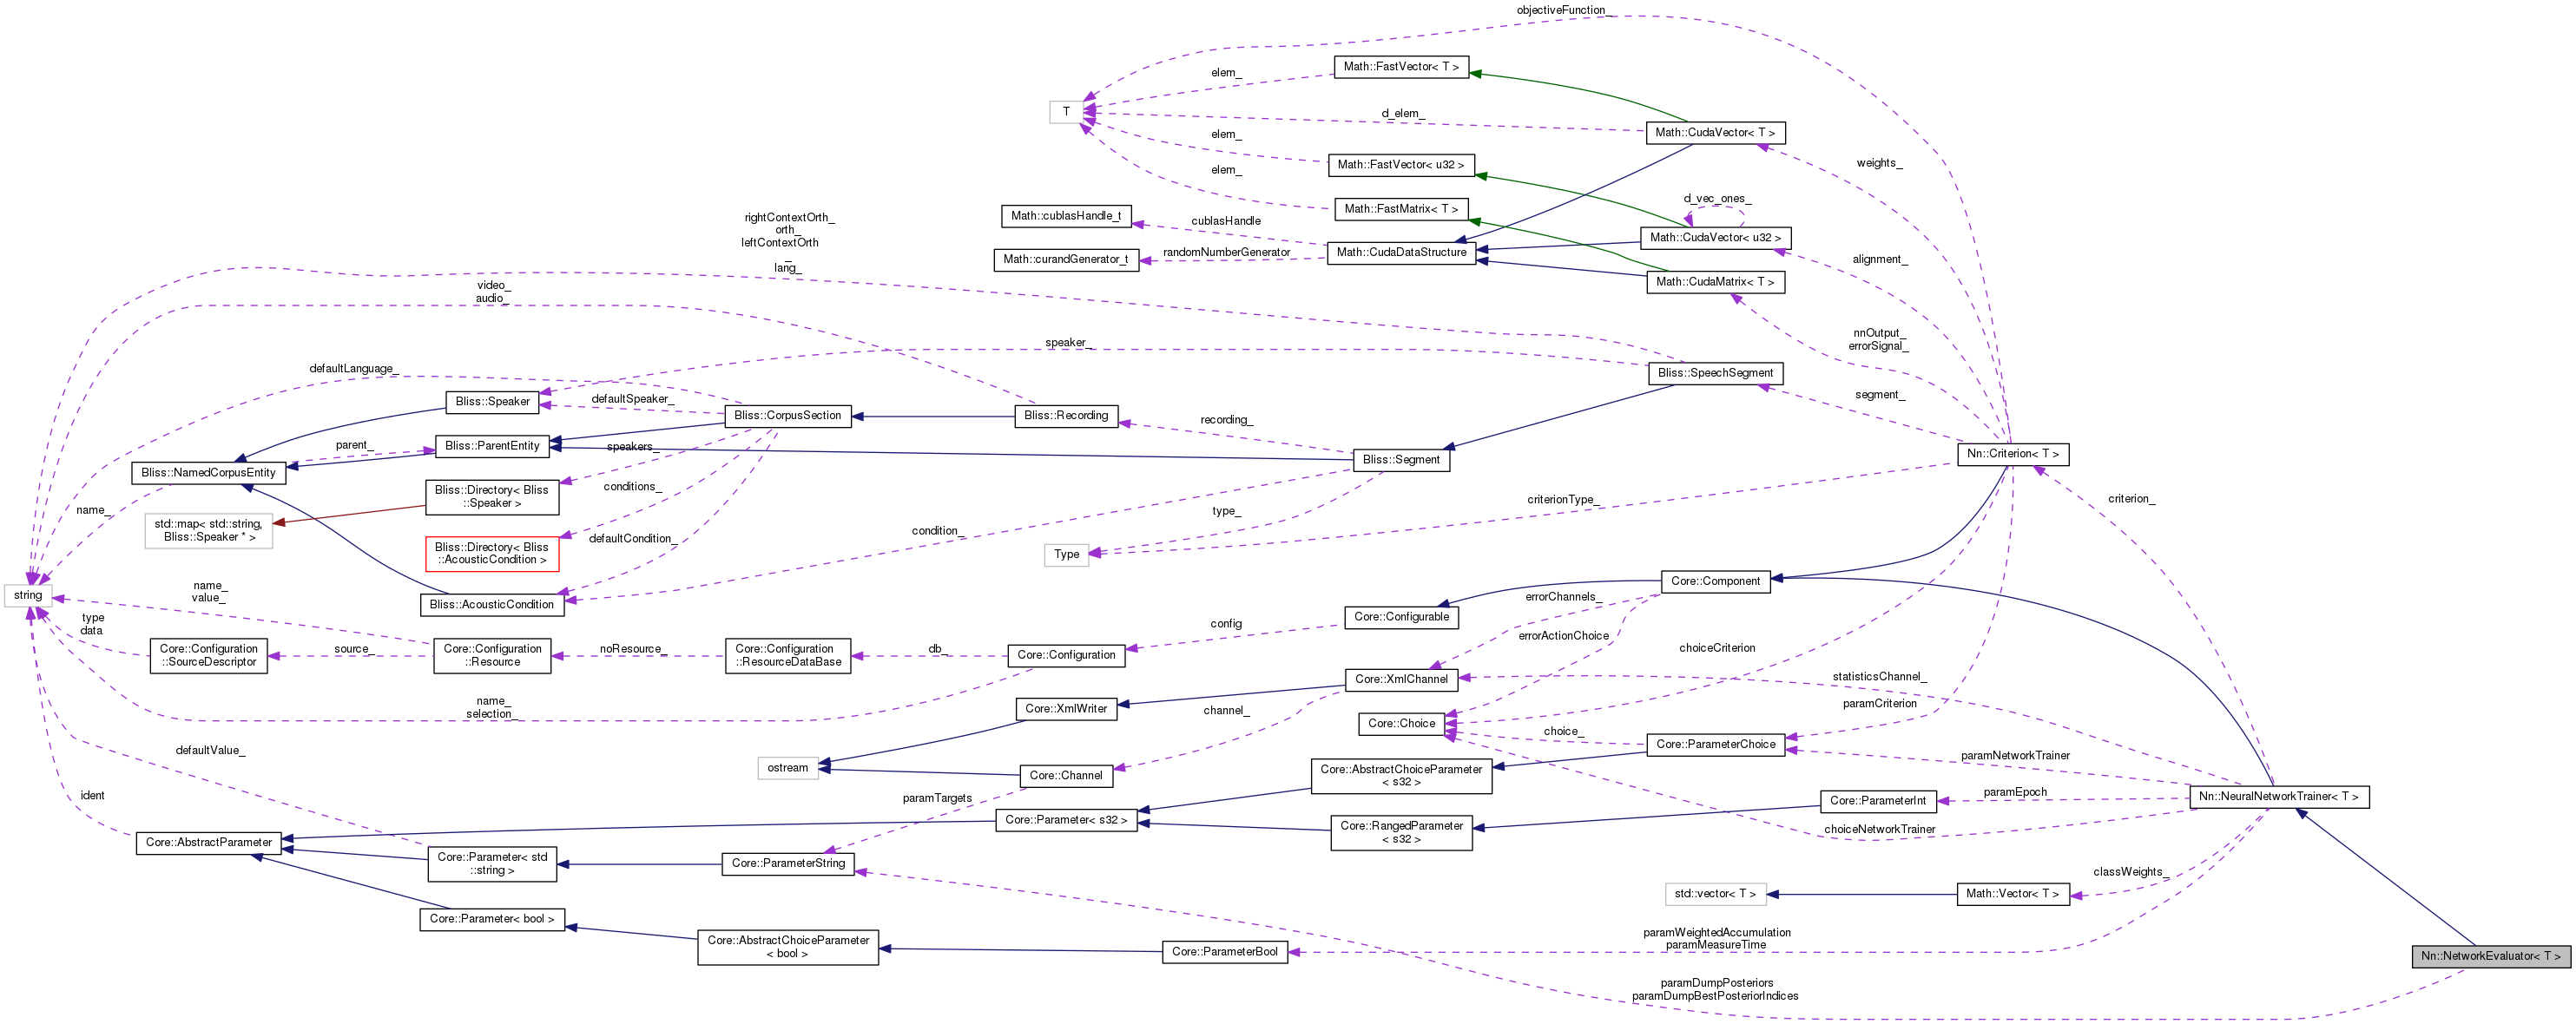 objectiveFunction_
Math::FastVector< T >
elem_
T
d_elem_
Math::CudaVector< T >
elem_
Math::FastVector< u32 >
weights_
elem_
d_vec_ones_
Math::FastMatrix< T >
Math::cublasHandle_t
cublasHandle
rightContextOrth_
orth_
leftContextOrth
_
lang_
Math::CudaVector< u32 >
Math::CudaDataStructure
randomNumberGenerator
Math::curandGenerator_t
alignment_
Math::CudaMatrix< T >
video_
audio_
nnOutput_
errorSignal_
speaker_
defaultLanguage_
Bliss::SpeechSegment
segment_
Bliss::Speaker
defaultSpeaker_
Bliss::CorpusSection
Bliss::Recording
recording_
parent_
Bliss::ParentEntity
speakers_
Nn::Criterion< T >
Bliss::Segment
Bliss::NamedCorpusEntity
conditions_
Bliss::Directory< Bliss
::Speaker >
criterionType_
criterion_
name_
type_
std::map< std::string,
Bliss::Speaker * >
condition_
defaultCondition_
Bliss::Directory< Bliss
::AcousticCondition >
Type
Core::Component
string
name_
value_
Bliss::AcousticCondition
errorChannels_
Core::Configurable
type
data
config
errorActionChoice
Core::Configuration
::SourceDescriptor
source_
Core::Configuration
::Resource
noResource_
Core::Configuration
::ResourceDataBase
db_
Core::Configuration
choiceCriterion
Core::XmlChannel
statisticsChannel_
paramCriterion
name_
selection_
Core::XmlWriter
channel_
Core::Choice
choice_
Core::ParameterChoice
defaultValue_
paramNetworkTrainer
ostream
Core::Channel
Core::AbstractChoiceParameter
< s32 >
paramEpoch
Nn::NeuralNetworkTrainer< T >
ident
paramTargets
Core::ParameterInt
Core::Parameter< s32 >
Core::RangedParameter
< s32 >
choiceNetworkTrainer
Core::AbstractParameter
Core::Parameter< std
::string >
Core::ParameterString
classWeights_
std::vector< T >
Math::Vector< T >
Core::Parameter< bool >
Core::AbstractChoiceParameter
< bool >
Core::ParameterBool
paramWeightedAccumulation
paramMeasureTime
Nn::NetworkEvaluator< T >
paramDumpPosteriors
paramDumpBestPosteriorIndices